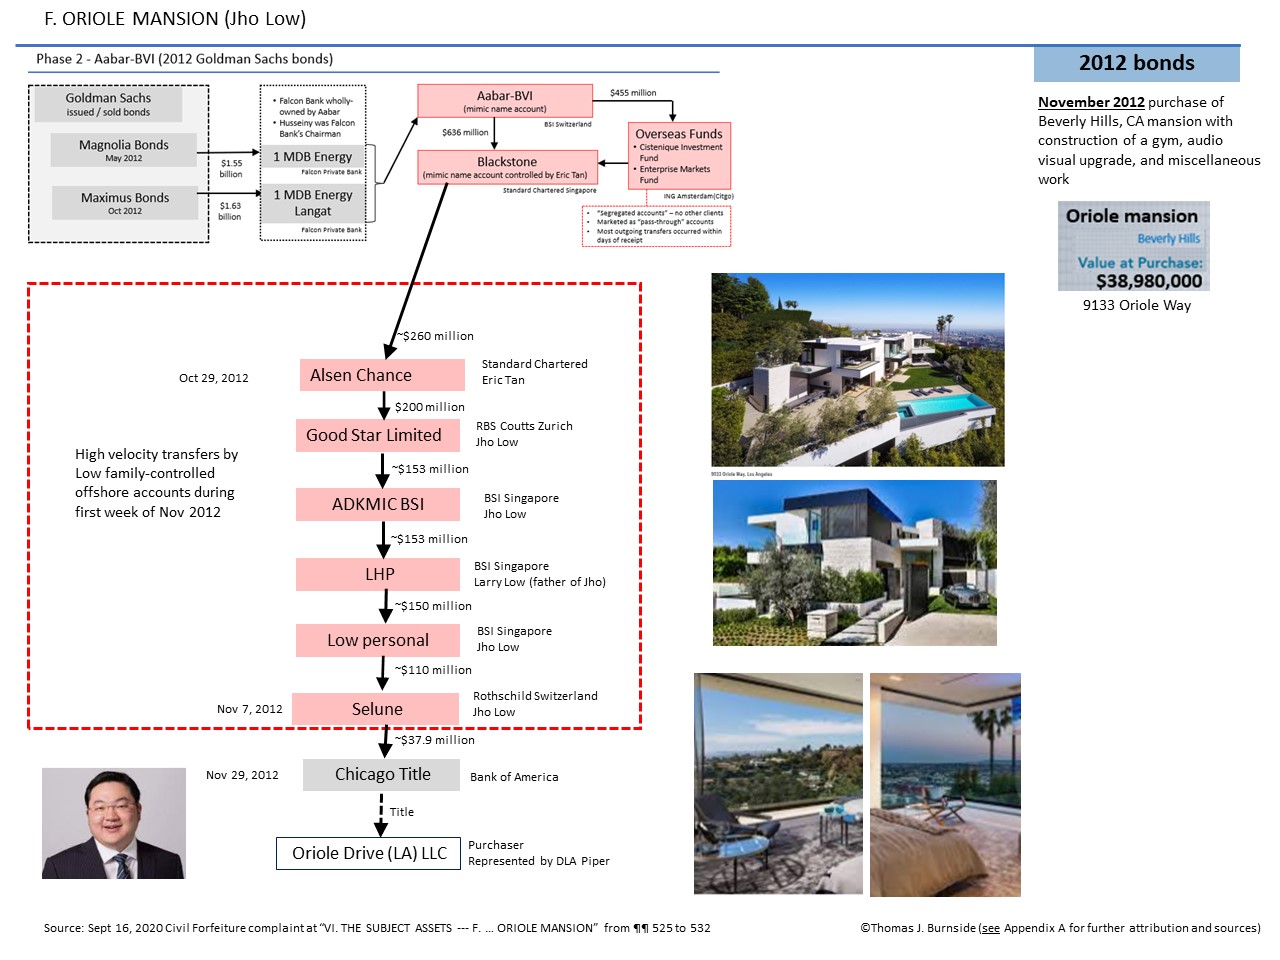 F. ORIOLE MANSION (Jho Low)
Phase 2 - Aabar-BVI (2012 Goldman Sachs bonds)
2012 bonds
November 2012 purchase of
Beverly Hills, CA mansion with
construction of a gym, audio
visual upgrade, and miscellaneous
work
Oriole mansion
Beverly Hills
Value at Purchase:
$38,980,000
9133 Oriole Way
Goldman Sachs
issued / sold bonds
Magnolia Bonds
May 2012
Maximus Bonds
Oct 2012
$1.55
billion
$1.63
billion
• Falcon Bank wholly-
owned by Aabar
• Husseiny was Falcon
Bank's Chairman
1 MDB Energy
Falcon Private Bank
1 MDB Energy
Langat
Falcon Private Bank
Aabar-BVI
(mimic name account)
BSI Switzerland
$455 million
$636 million
Blackstone
(mimic name account controlled by Eric Tan)
Standard Chartered Singapore
Overseas Funds
• Cistenique Investment
Fund
• Enterprise Markets
Fund
ING Amsterdam(Citgo)
• "Segregated accounts" – no other clients
• Marketed as "pass-through" accounts
• Most outgoing transfers occurred within
days of receipt
~$260 million
Oct 29, 2012
Alsen Chance
Standard Chartered
Eric Tan
$200 million
Good Star Limited
RBS Coutts Zurich
Jho Low
~$153 million
High velocity transfers by
Low family-controlled
offshore accounts during
first week of Nov 2012
ADKMIC BSI
BSI Singapore
Jho Low
~$153 million
LHP
BSI Singapore
Larry Low (father of Jho)
~$150 million
Low personal
BSI Singapore
Jho Low
~$110 million
Nov 7, 2012
Selune
Rothschild Switzerland
Jho Low
~$37.9 million
Nov 29, 2012
Chicago Title
Bank of America
Title
Oriole Drive (LA) LLC
Purchaser
Represented by DLA Piper
9133 Oriole Way, Los Angeles
Source: Sept 16, 2020 Civil Forfeiture complaint at "VI. THE SUBJECT ASSETS --- F. ... ORIOLE MANSION" from ¶¶ 525 to 532
©Thomas J. Burnside (see Appendix A for further attribution and sources)